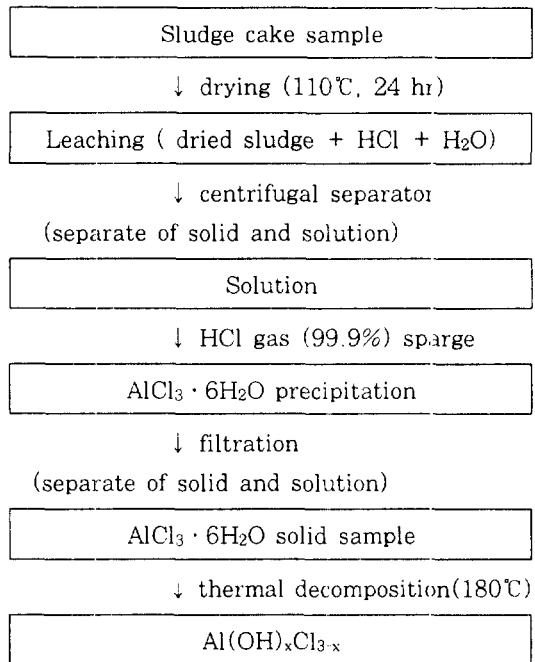 Sludge cake sample
↓ drying (110℃, 24 hr)
Leaching ( dried sludge + HCl + H₂O)
↓ centrifugal separator
(separate of solid and solution)
Solution
↓ HCl gas (99.9%) sparge
AlCl₃ · 6H₂O precipitation
↓ filtration
(separate of solid and solution)
AlCl₃ · 6H₂O solid sample
↓ thermal decomposition(180℃)
Al(OH)ₓCl₃₋ₓ